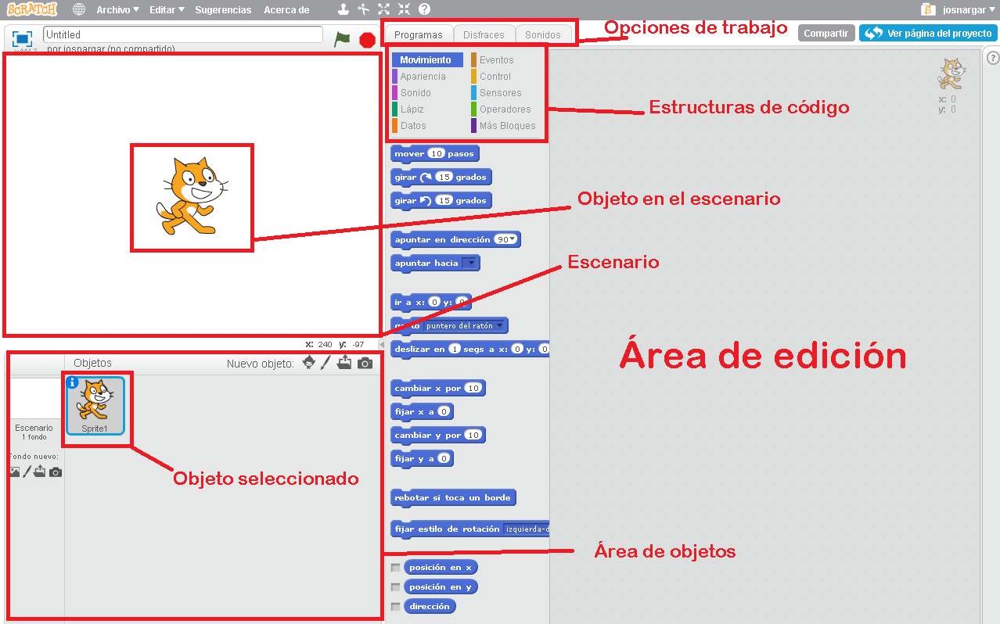 SCRATCH Archivo Editar Sugerencias Acerca de josnargar
Untitled
por josnargar (no compartido)
Programas Disfraces Sonidos
Opciones de trabajo
Compartir Ver página del proyecto
Movimiento Eventos
Apariencia Control
Sonido Sensores
Lápiz Operadores
Datos Más Bloques
x: 0
y: 0
Estructuras de código
mover 10 pasos
girar 15 grados
girar 15 grados
Objeto en el escenario
apuntar en dirección 90
apuntar hacia
Escenario
ir a x: 0 y: 0
go to puntero del ratón
deslizar en 1 segs a x: 0 y: 0
x: 240 y: -97
Área de edición
Objetos Nuevo objeto:
cambiar x por 10
fijar x a 0
cambiar y por 10
fijar y a 0
Sprite1
Escenario
1 fondo
Fondo nuevo:
Objeto seleccionado
rebotar si toca un borde
fijar estilo de rotación izquierda-d
Área de objetos
posición en x
posición en y
dirección